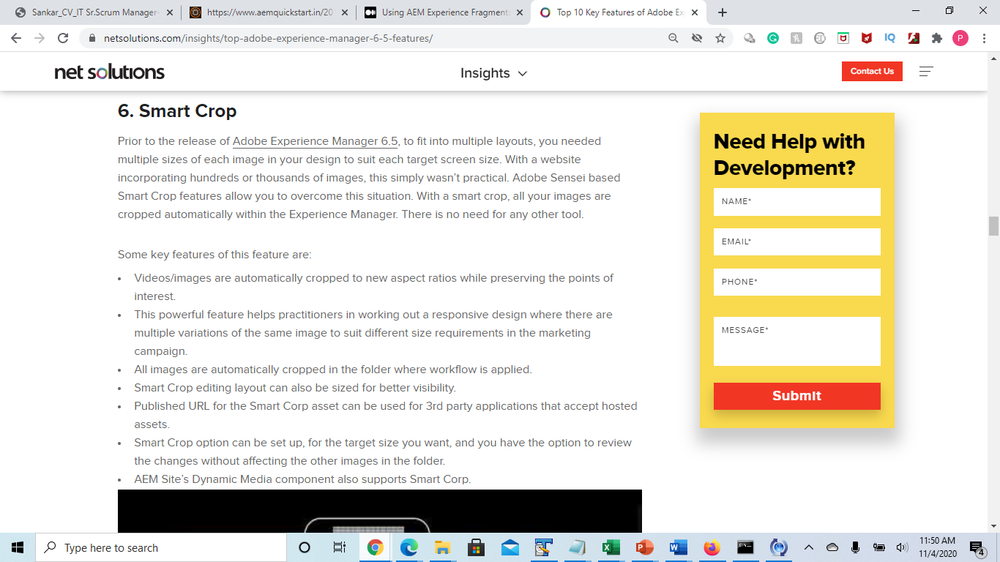 Sankar_CV_IT Sr.Scrum Manager-
https://www.aemquickstart.in/20
Using AEM Experience Fragments
Top 10 Key Features of Adobe Ex
netsolutions.com/insights/top-adobe-experience-manager-6-5-features/
P
net solutions
Insights
Contact Us
6. Smart Crop
Prior to the release of Adobe Experience Manager 6.5, to fit into multiple layouts, you needed
multiple sizes of each image in your design to suit each target screen size. With a website
incorporating hundreds or thousands of images, this simply wasn't practical. Adobe Sensei based
Smart Crop features allow you to overcome this situation. With a smart crop, all your images are
cropped automatically within the Experience Manager. There is no need for any other tool.
Some key features of this feature are:
• Videos/images are automatically cropped to new aspect ratios while preserving the points of
interest.
• This powerful feature helps practitioners in working out a responsive design where there are
multiple variations of the same image to suit different size requirements in the marketing
campaign.
• All images are automatically cropped in the folder where workflow is applied.
• Smart Crop editing layout can also be sized for better visibility.
• Published URL for the Smart Corp asset can be used for 3rd party applications that accept hosted
assets.
• Smart Crop option can be set up, for the target size you want, and you have the option to review
the changes without affecting the other images in the folder.
• AEM Site's Dynamic Media component also supports Smart Corp.
Need Help with
Development?
NAME*
EMAIL*
PHONE*
MESSAGE*
Submit
Type here to search
11:50 AM
11/4/2020
4